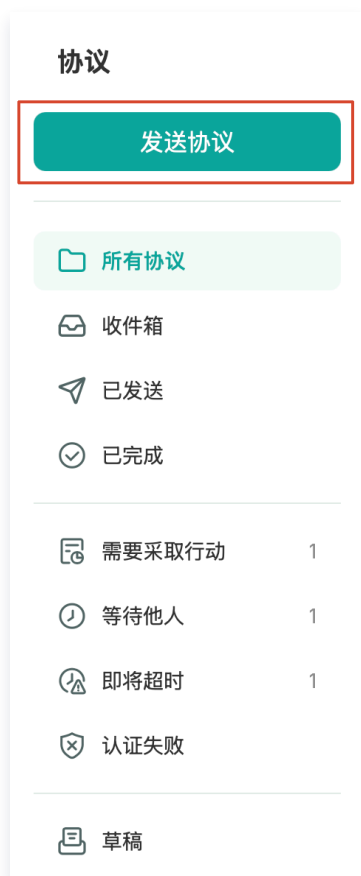 协议
发送协议
所有协议
收件箱
已发送
已完成
需要采取行动 1
等待他人 1
即将超时 1
认证失败
草稿